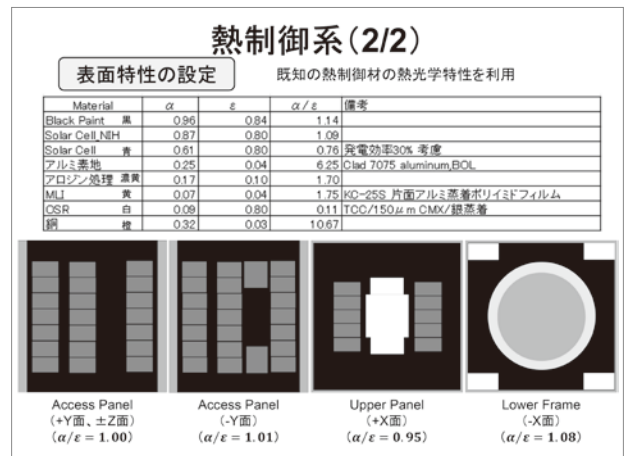 熱制御系(2/2)
表面特性の設定 既知の熱制御材の熱光学特性を利用
Material α ε α/ε 備考
Black Paint 黒 0.96 0.84 1.14
Solar Cell_NIH 0.87 0.80 1.09
Solar Cell 青 0.61 0.80 0.76 発電効率30% 考慮
アルミ素地 0.25 0.04 6.25 Clad 7075 aluminum,BOL
アロジン処理 濃黄 0.17 0.10 1.70
MLI 黄 0.07 0.04 1.75 KC-25S 片面アルミ蒸着ポリイミドフィルム
OSR 白 0.09 0.80 0.11 TCC/150μm CMX/銀蒸着
銅 橙 0.32 0.03 10.67
Access Panel Access Panel Upper Panel Lower Frame
(+Y面、±Z面) (-Y面) (+X面) (-X面)
(α/ε = 1.00) (α/ε = 1.01) (α/ε = 0.95) (α/ε = 1.08)